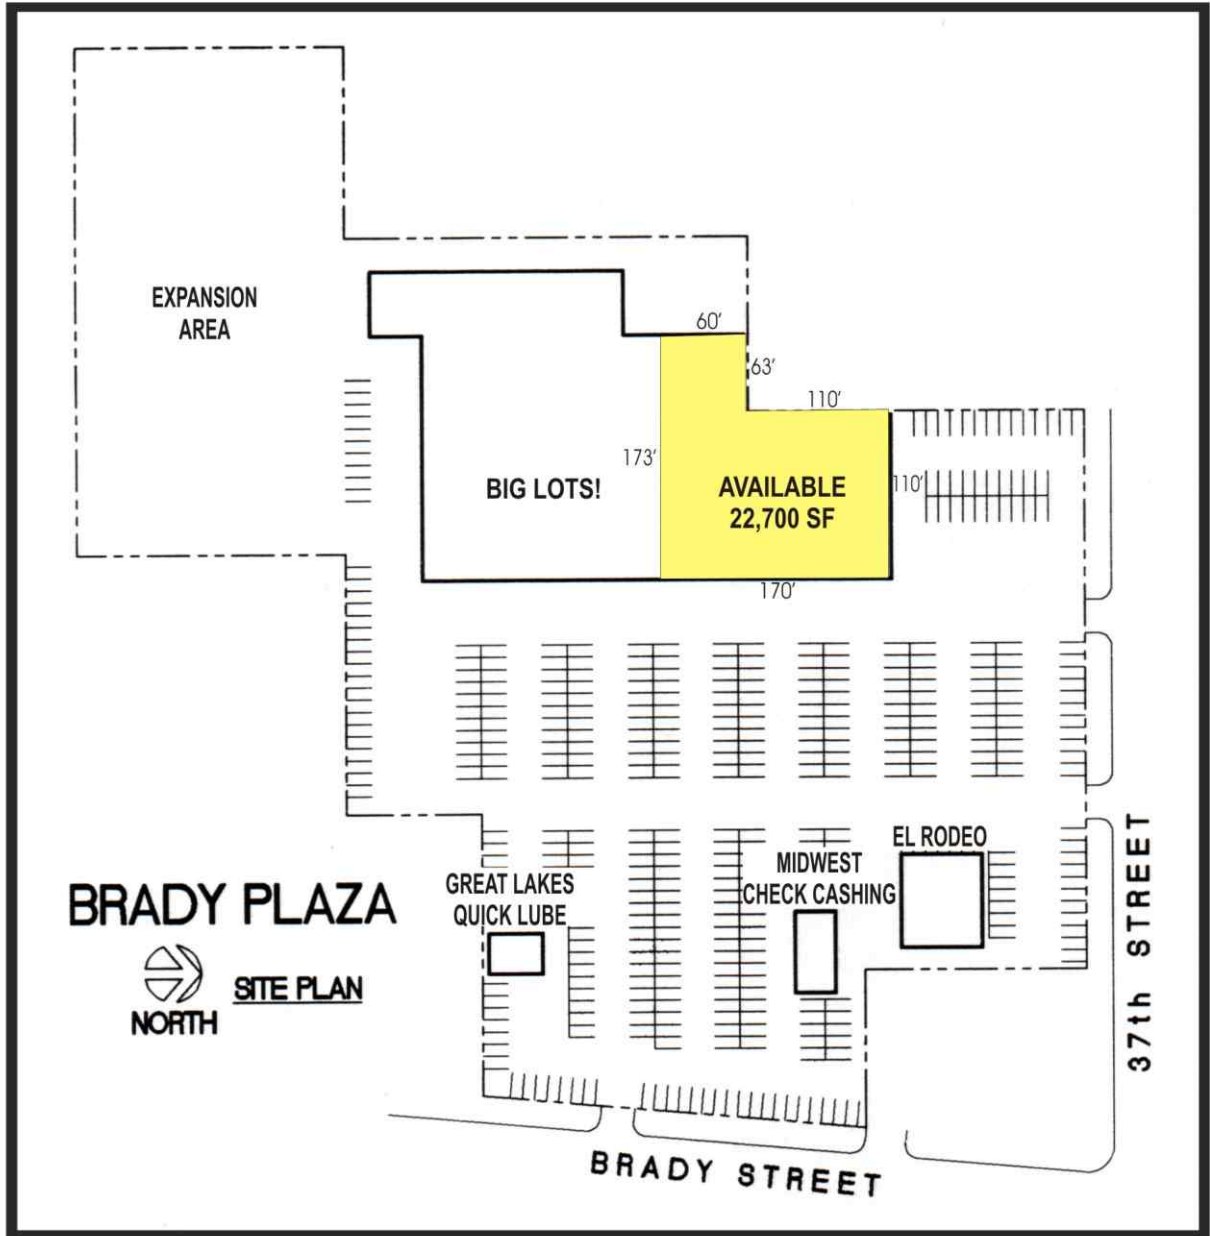 EXPANSION
AREA
60'
63'
110'
173'
BIG LOTS!
AVAILABLE
22,700 SF
110'
170'
EL RODEO
MIDWEST
CHECK CASHING
GREAT LAKES
QUICK LUBE
BRADY PLAZA
SITE PLAN
NORTH
37th STREET
BRADY STREET